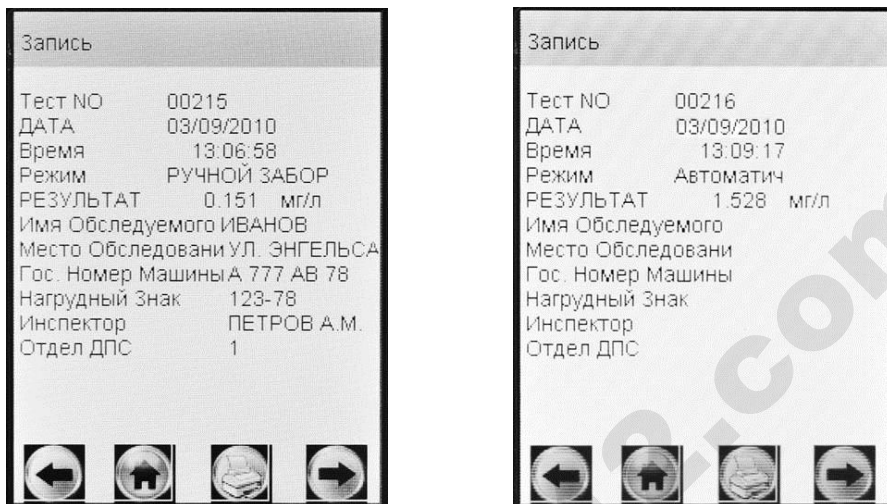 Запись
Тест NO 00215
ДАТА 03/09/2010
Время 13:06:58
Режим РУЧНОЙ ЗАБОР
РЕЗУЛЬТАТ 0.151 мг/л
Имя Обследуемого ИВАНОВ
Место Обследовани УЛ. ЭНГЕЛЬСА
Гос. Номер Машины А 777 АВ 78
Нагрудный Знак 123-78
Инспектор ПЕТРОВ А.М.
Отдел ДПС 1
Запись
Тест NO 00216
ДАТА 03/09/2010
Время 13:09:17
Режим Автоматич
РЕЗУЛЬТАТ 1.528 мг/л
Имя Обследуемого
Место Обследовани
Гос. Номер Машины
Нагрудный Знак
Инспектор
Отдел ДПС
2.com